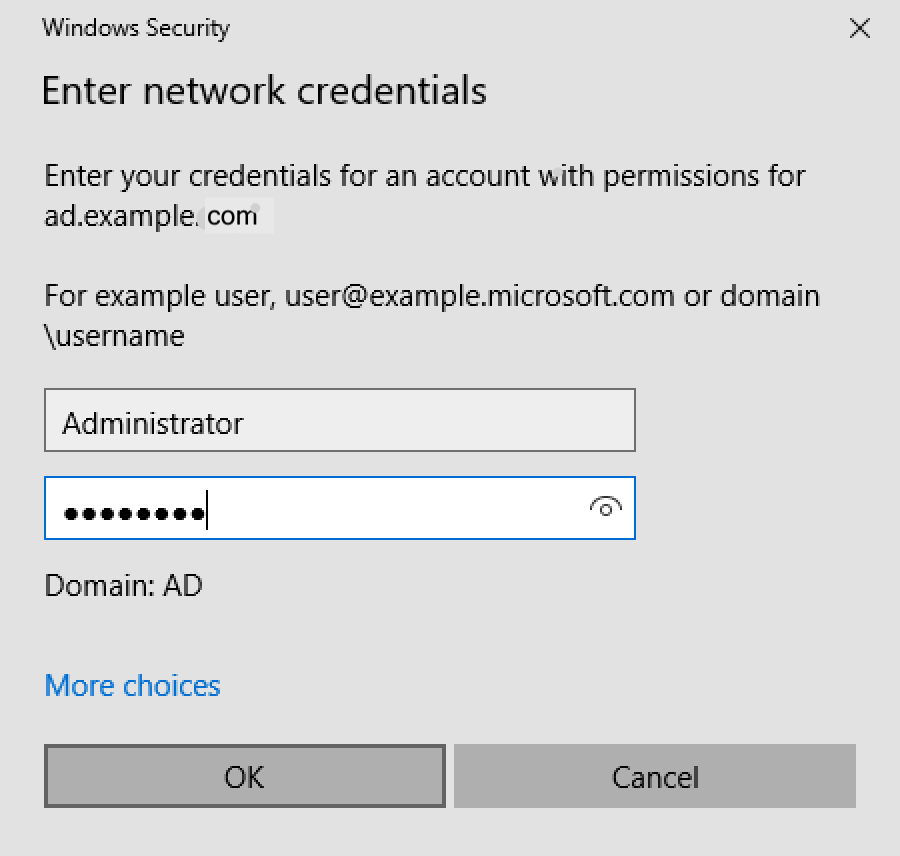 Windows Security
Enter network credentials
Enter your credentials for an account with permissions for
ad.example.com
For example user, user@example.microsoft.com or domain
\username
Administrator
••••••••
Domain: AD
More choices
OK Cancel